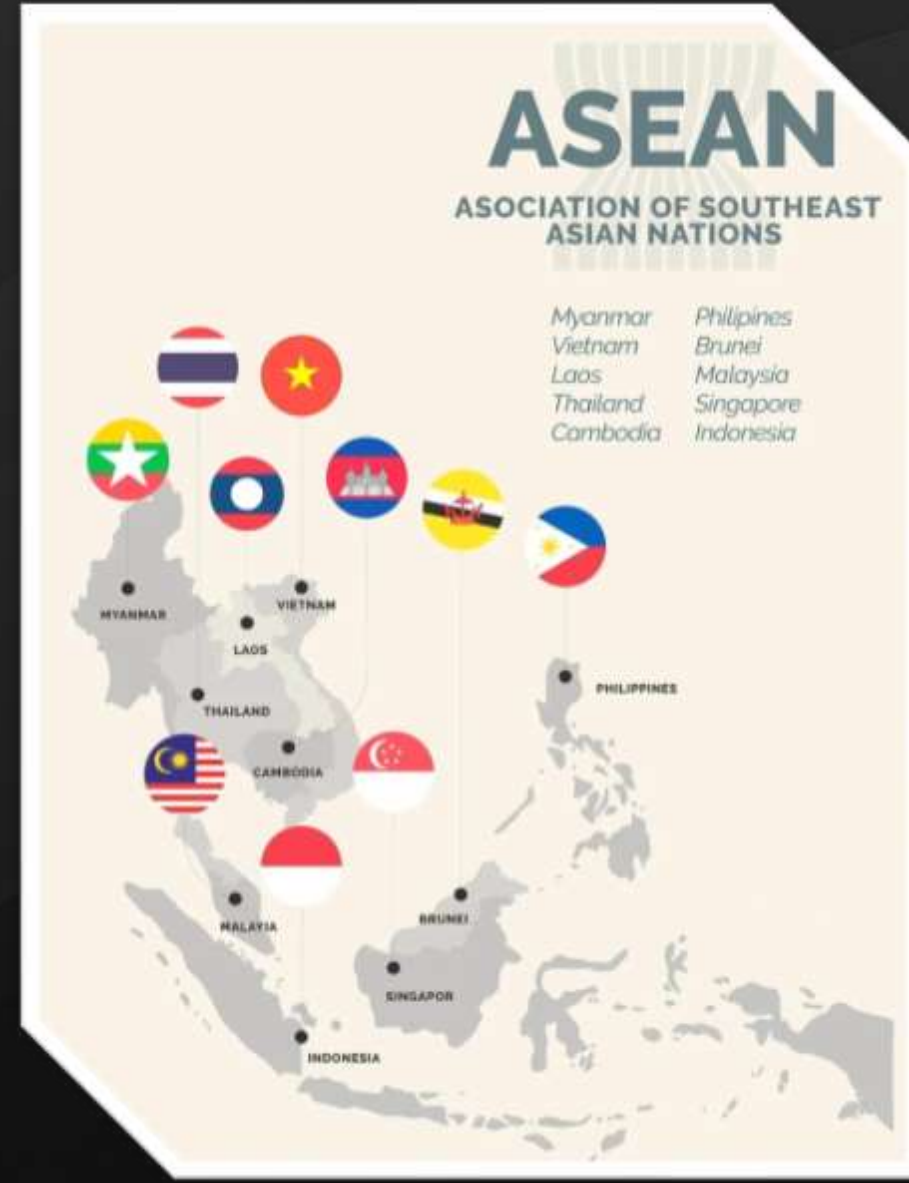 ASEAN
ASOCIATION OF SOUTHEAST
ASIAN NATIONS
Myanmar
Vietnam
Laos
Thailand
Cambodia
Philipines
Brunei
Malaysia
Singapore
Indonesia
MYANMAR
VIETNAM
LAOS
THAILAND
PHILIPPINES
CAMBODIA
MALAYIA
BRUNEI
SINGAPOR
INDONESIA